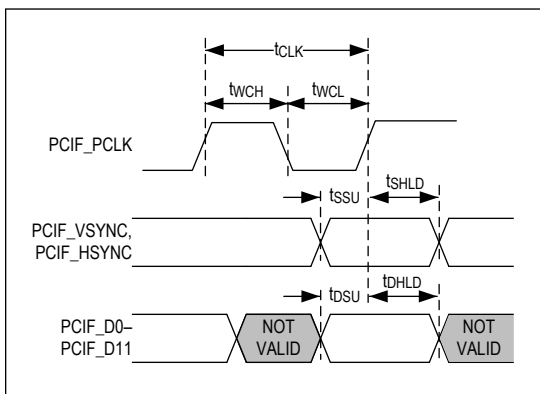 tCLK
tWCH
tWCL
PCIF_PCLK
tSSU
tSHLD
PCIF_VSYNC,
PCIF_HSYNC
tDSU
tDHLD
PCIF_D0–
PCIF_D11
NOT
VALID
NOT
VALID